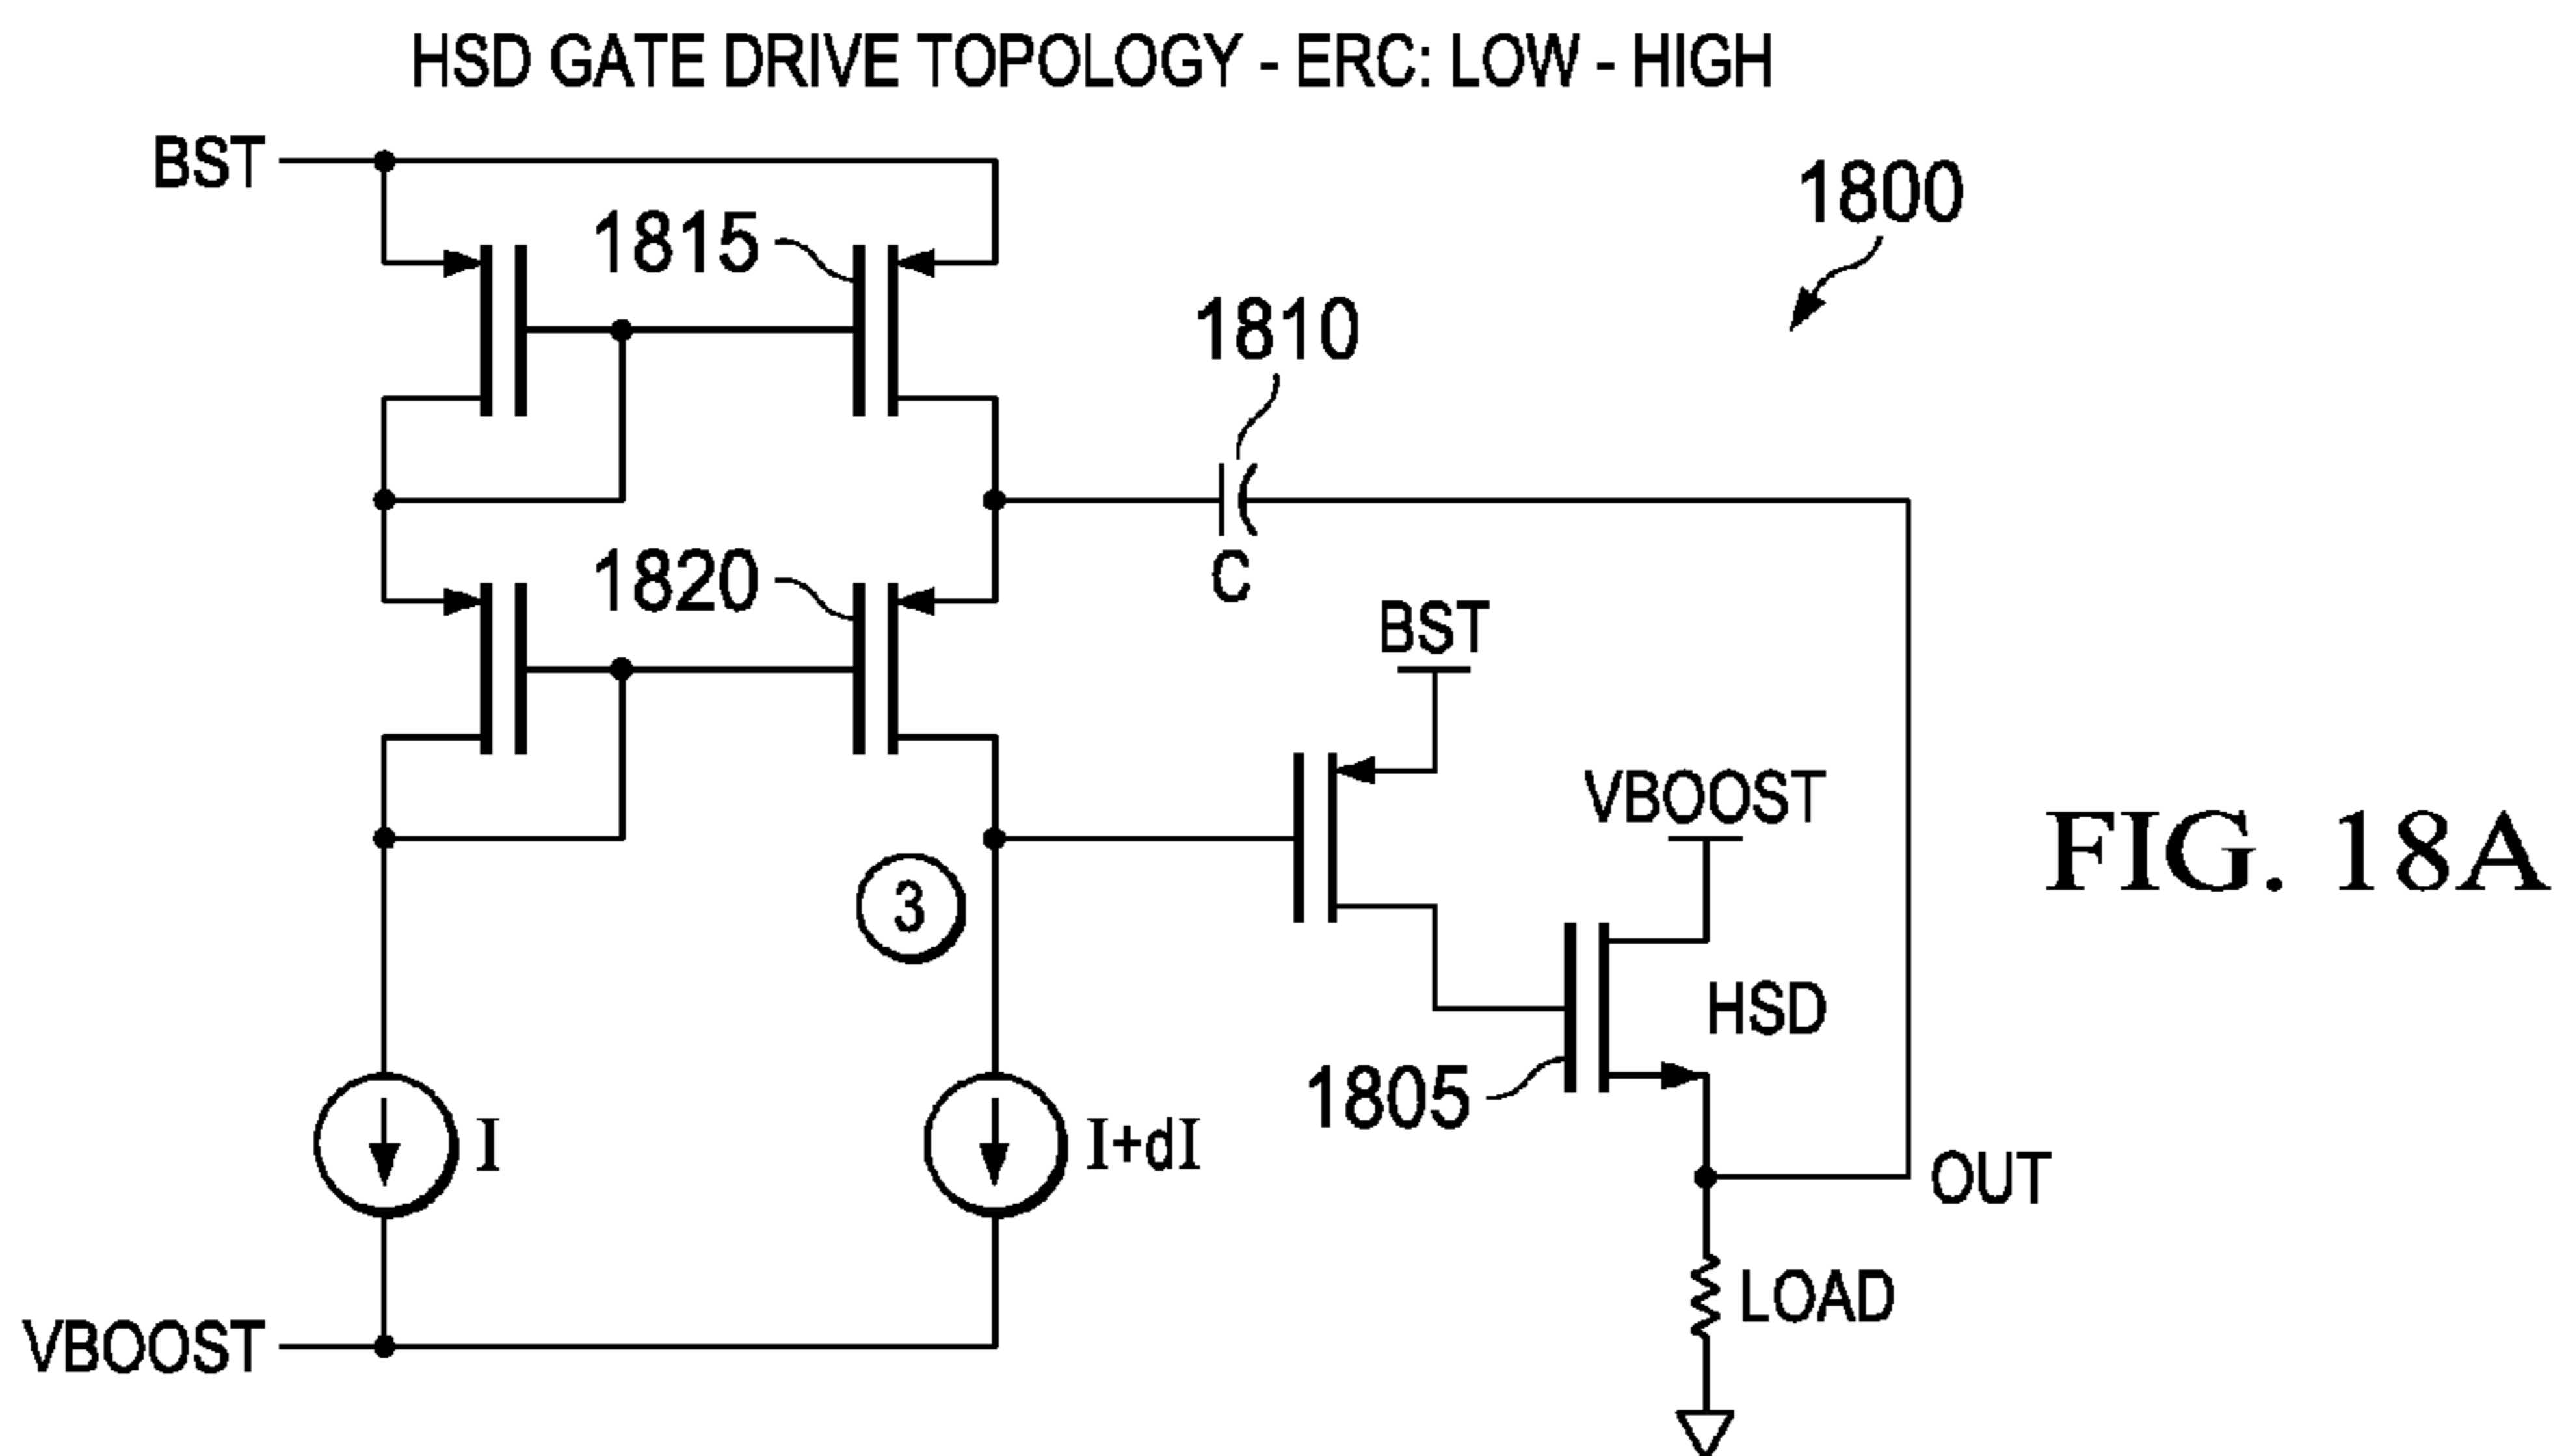 HSD GATE DRIVE TOPOLOGY - ERC: LOW - HIGH
BST
1815
1800
1810
C
1820
BST
VBOOST
HSD
FIG. 18A
3
1805
I
I+dI
OUT
LOAD
VBOOST